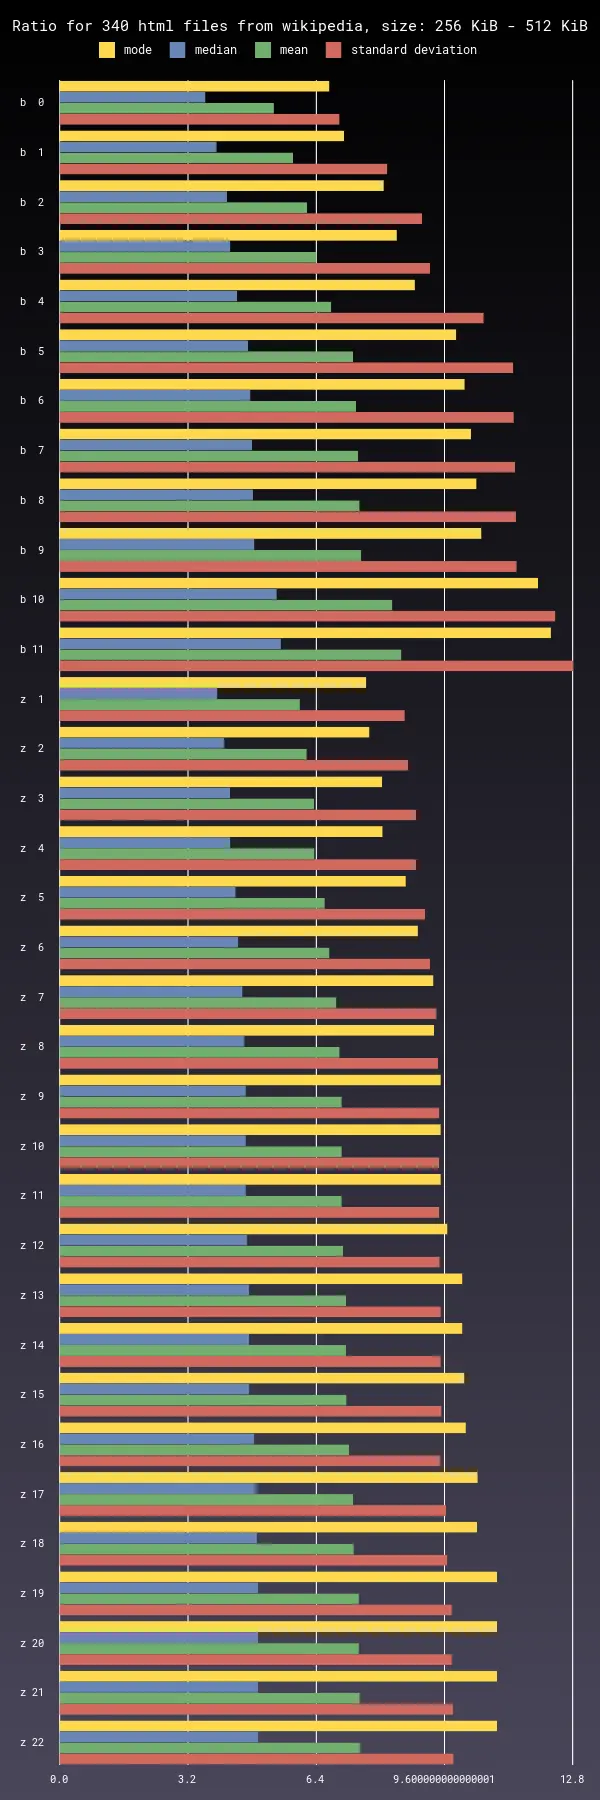 Ratio for 340 html files from wikipedia, size: 256 KiB - 512 KiB
mode median mean standard deviation
b 0
b 1
b 2
b 3
b 4
b 5
b 6
b 7
b 8
b 9
b 10
b 11
z 1
z 2
z 3
z 4
z 5
z 6
z 7
z 8
z 9
z 10
z 11
z 12
z 13
z 14
z 15
z 16
z 17
z 18
z 19
z 20
z 21
z 22
0.0 3.2 6.4 9.600000000000001 12.8